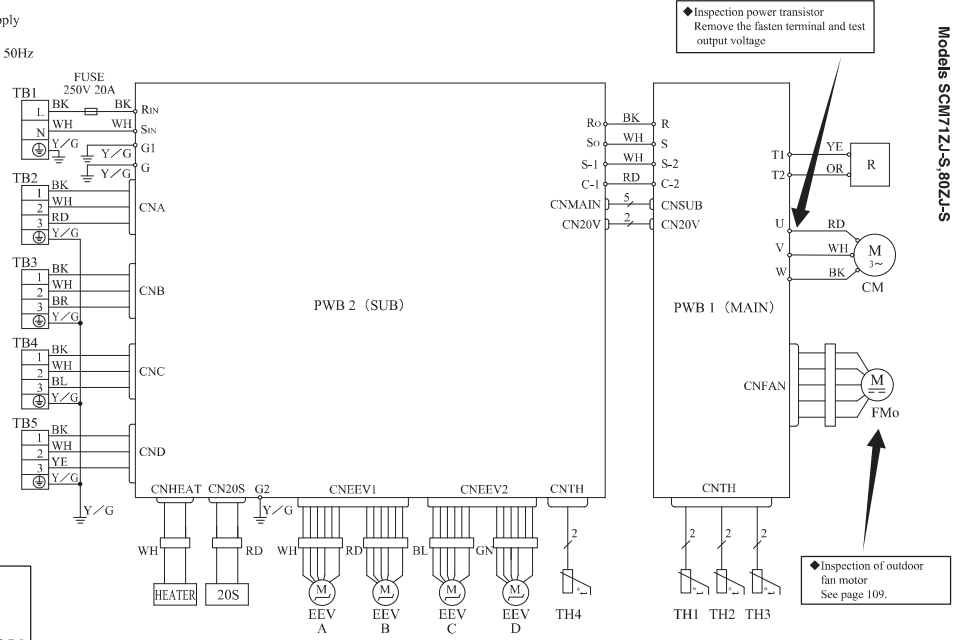 pply
50Hz
◆Inspection power transistor
Remove the fasten terminal and test
output voltage
Models SCM71ZJ-S,80ZJ-S
FUSE
250V 20A
TB1
L BK BK RIN
N WH WH SIN
Y/G Y/G G1
Y/G G
TB2
1 BK
2 WH
3 RD
Y/G
CNA
TB3
1 BK
2 WH
3 BR
Y/G
CNB
TB4
1 BK
2 WH
3 BL
Y/G
CNC
TB5
1 BK
2 WH
3 YE
Y/G
CND
Y/G
PWB 2 (SUB)
RO BK R
SO WH S
S-1 WH S-2
C-1 RD C-2
CNMAIN 5 CNSUB
CN20V 2 CN20V
PWB 1 (MAIN)
T1 YE
T2 OR
R
U RD
V WH
W BK
M
3~
CM
CNFAN
M
FMo
CNHEAT CN20S G2 CNEEV1 CNEEV2 CNTH
Y/G
CNTH
WH RD WH RD BL GN
2 2 2 2
HEATER 20S
M M M M
EEV EEV EEV EEV
A B C D
t° t° t° t°
TH4 TH1 TH2 TH3
◆Inspection of outdoor
fan motor
See page 109.